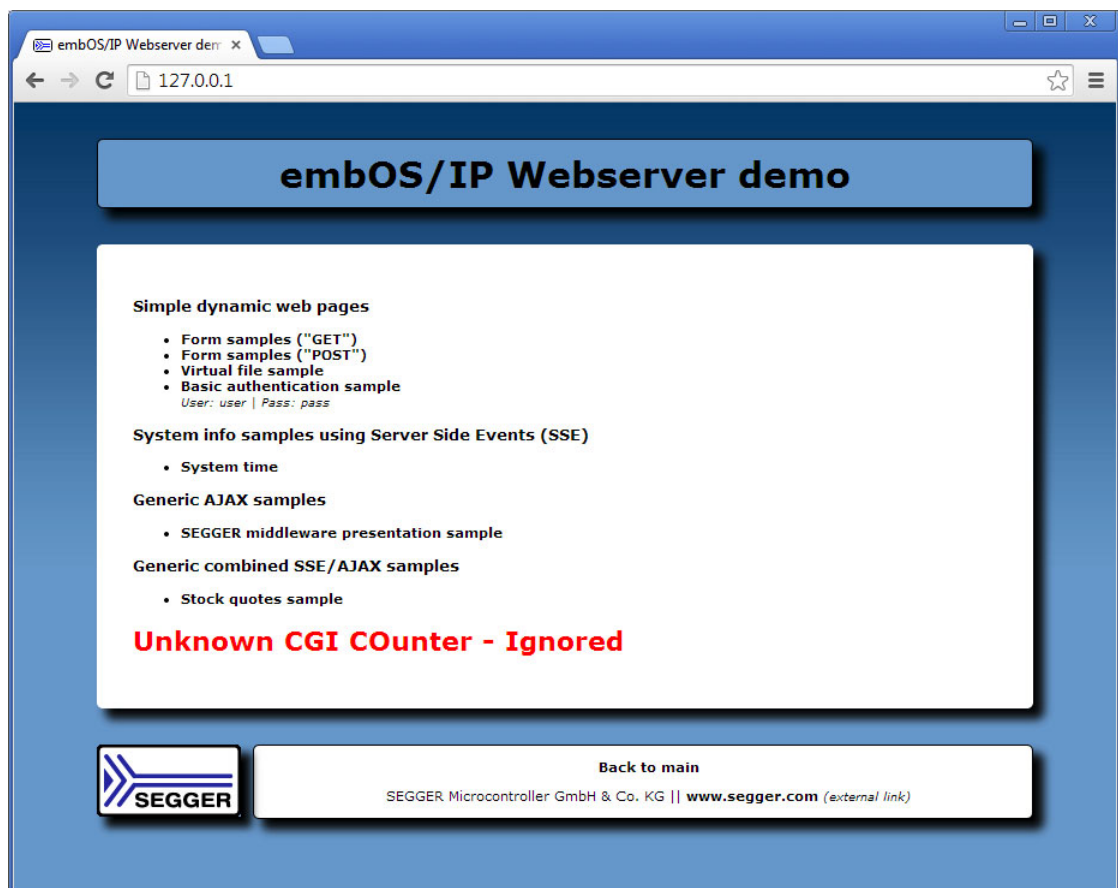 embOS/IP Webserver dem
127.0.0.1
embOS/IP Webserver demo
Simple dynamic web pages
• Form samples ("GET")
• Form samples ("POST")
• Virtual file sample
• Basic authentication sample
User: user | Pass: pass
System info samples using Server Side Events (SSE)
• System time
Generic AJAX samples
• SEGGER middleware presentation sample
Generic combined SSE/AJAX samples
• Stock quotes sample
Unknown CGI COunter - Ignored
SEGGER
Back to main
SEGGER Microcontroller GmbH & Co. KG || www.segger.com (external link)